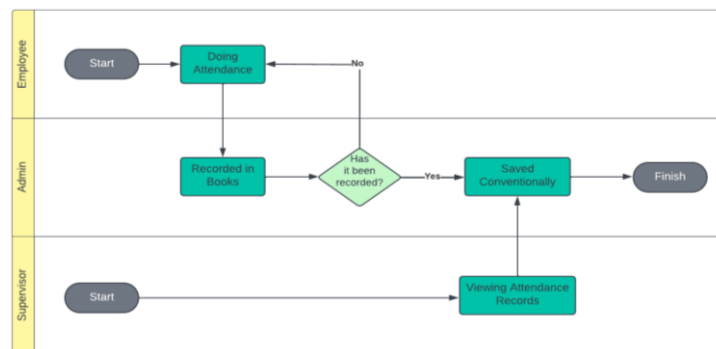 Employee
Start
Doing
Attendance
No
Admin
Recorded in
Books
Has
it been
recorded?
Yes
Saved
Conventionally
Finish
Supervisor
Start
Viewing Attendance
Records